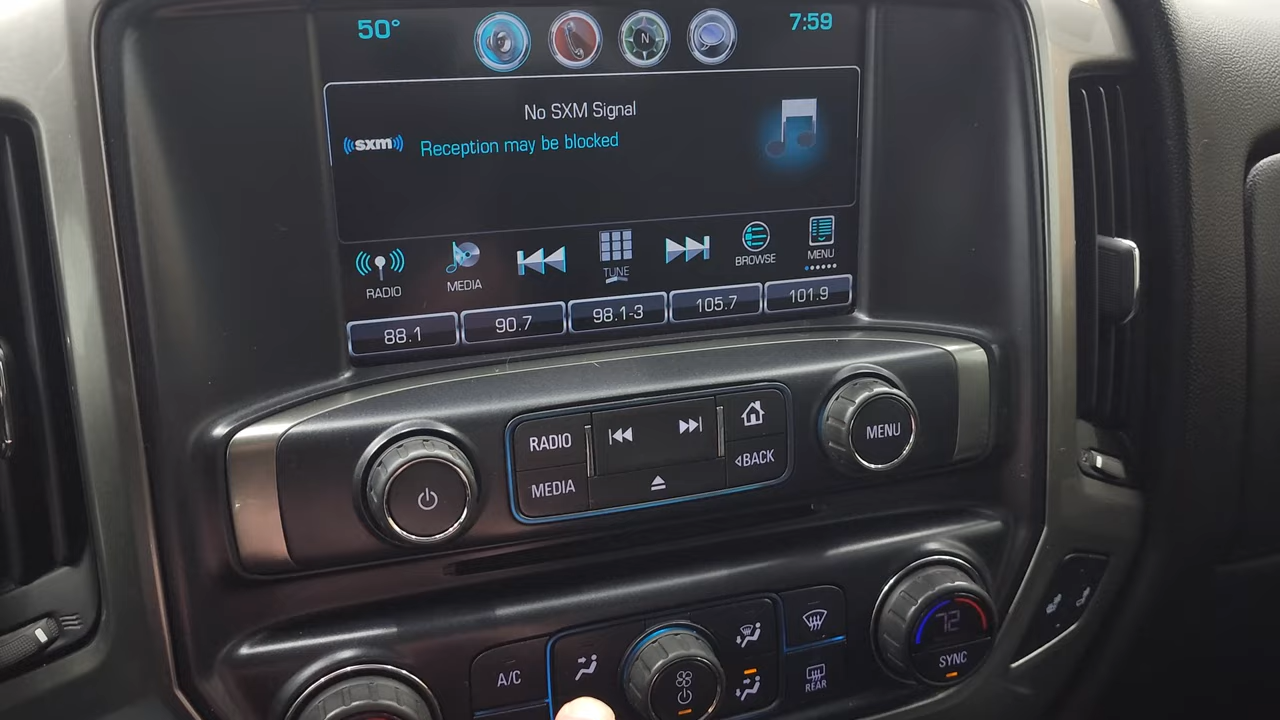 50°
N
7:59
No SXM Signal
((sxm))
Reception may be blocked
RADIO
MEDIA
TUNE
BROWSE
MENU
88.1
90.7
98.1-3
105.7
101.9
RADIO
MEDIA
BACK
MENU
A/C
REAR
72
SYNC